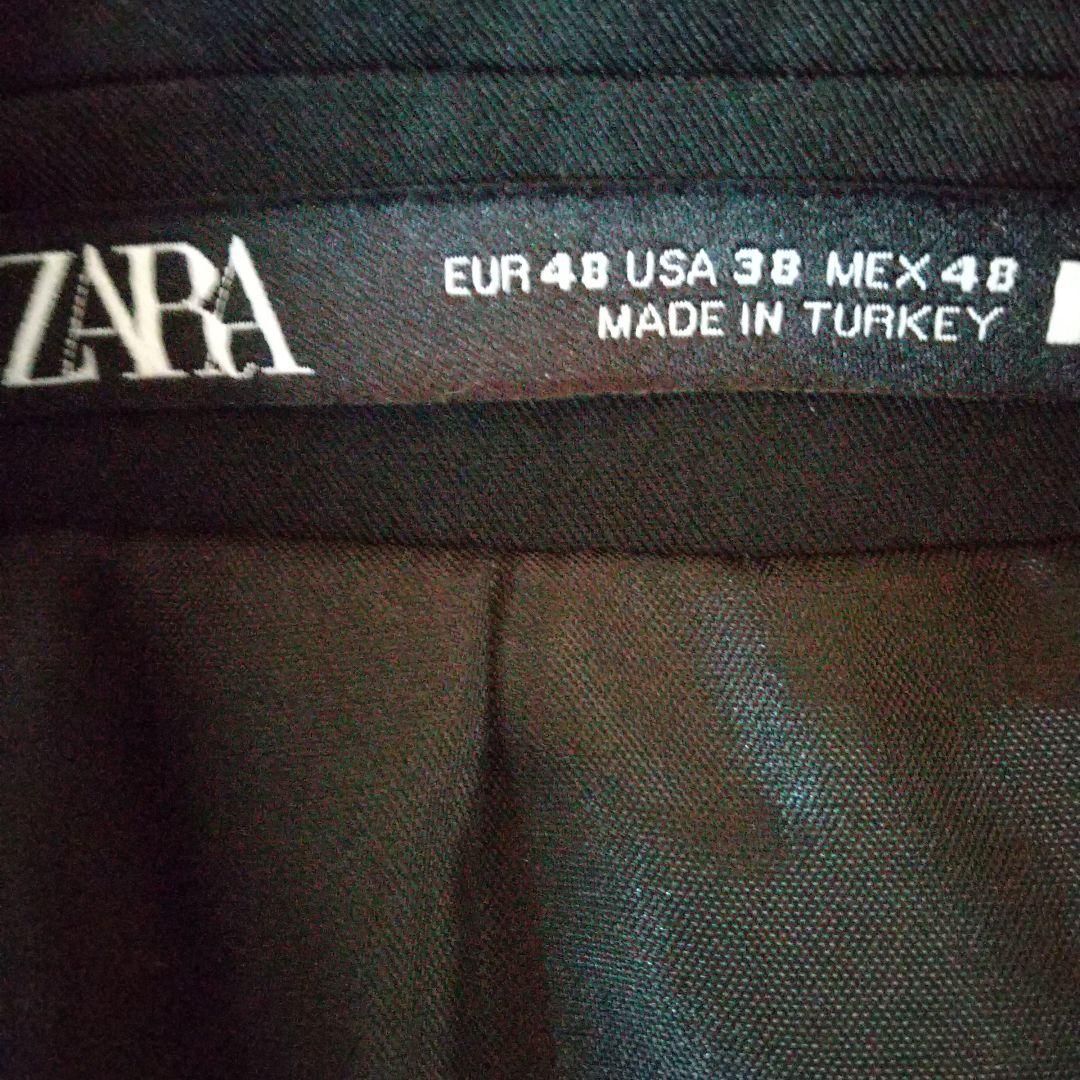 ZARA
EUR 48 USA 38 MEX 48
MADE IN TURKEY